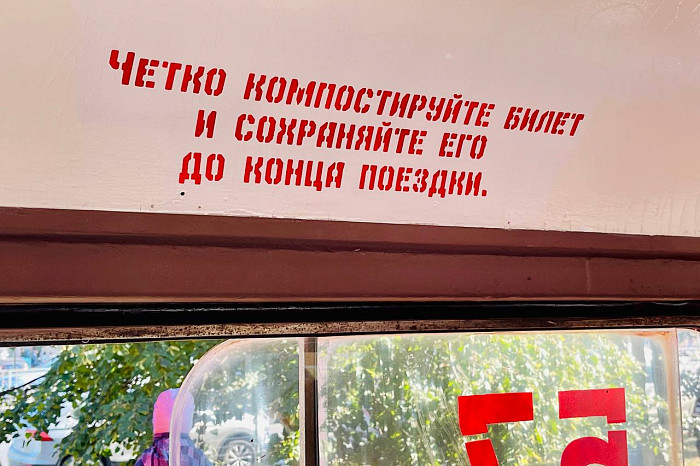 Четко компостируйте билет
и сохраняйте его
до конца поездки.